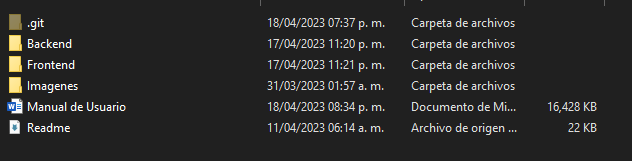 .git 18/04/2023 07:37 p. m. Carpeta de archivos
Backend 17/04/2023 11:20 p. m. Carpeta de archivos
Frontend 17/04/2023 11:21 p. m. Carpeta de archivos
Imagenes 31/03/2023 01:57 a. m. Carpeta de archivos
Manual de Usuario 18/04/2023 08:34 p. m. Documento de Mi... 16,428 KB
Readme 11/04/2023 06:14 a. m. Archivo de origen ... 22 KB